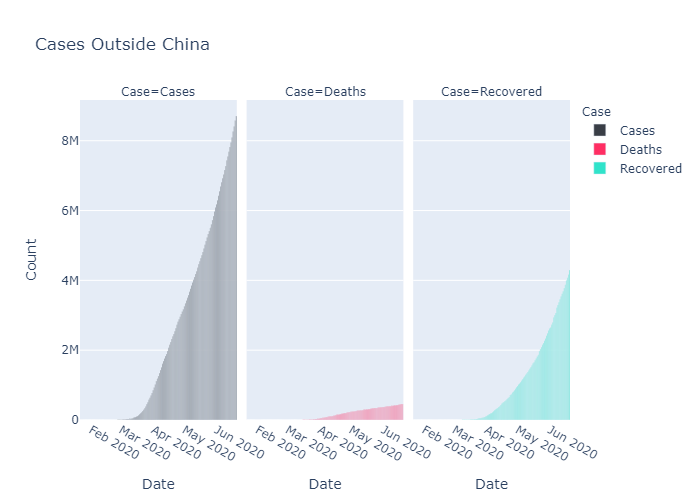 Cases Outside China
Case=Cases
Case=Deaths
Case=Recovered
Case
Cases
Deaths
Recovered
8M
6M
4M
2M
0
Count
Feb 2020
Mar 2020
Apr 2020
May 2020
Jun 2020
Feb 2020
Mar 2020
Apr 2020
May 2020
Jun 2020
Feb 2020
Mar 2020
Apr 2020
May 2020
Jun 2020
Date
Date
Date